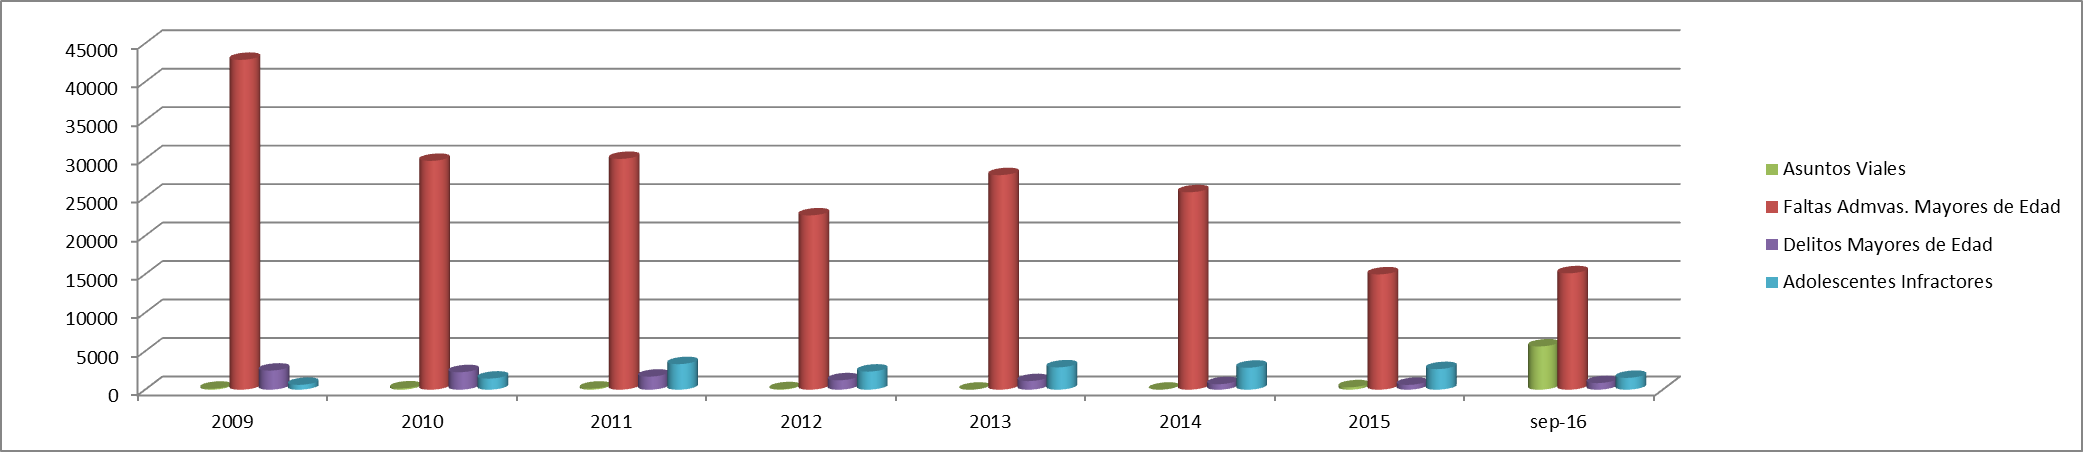 45000
40000
35000
30000
25000
20000
15000
10000
5000
0
2009 2010 2011 2012 2013 2014 2015 sep-16
Asuntos Viales
Faltas Admvas. Mayores de Edad
Delitos Mayores de Edad
Adolescentes Infractores